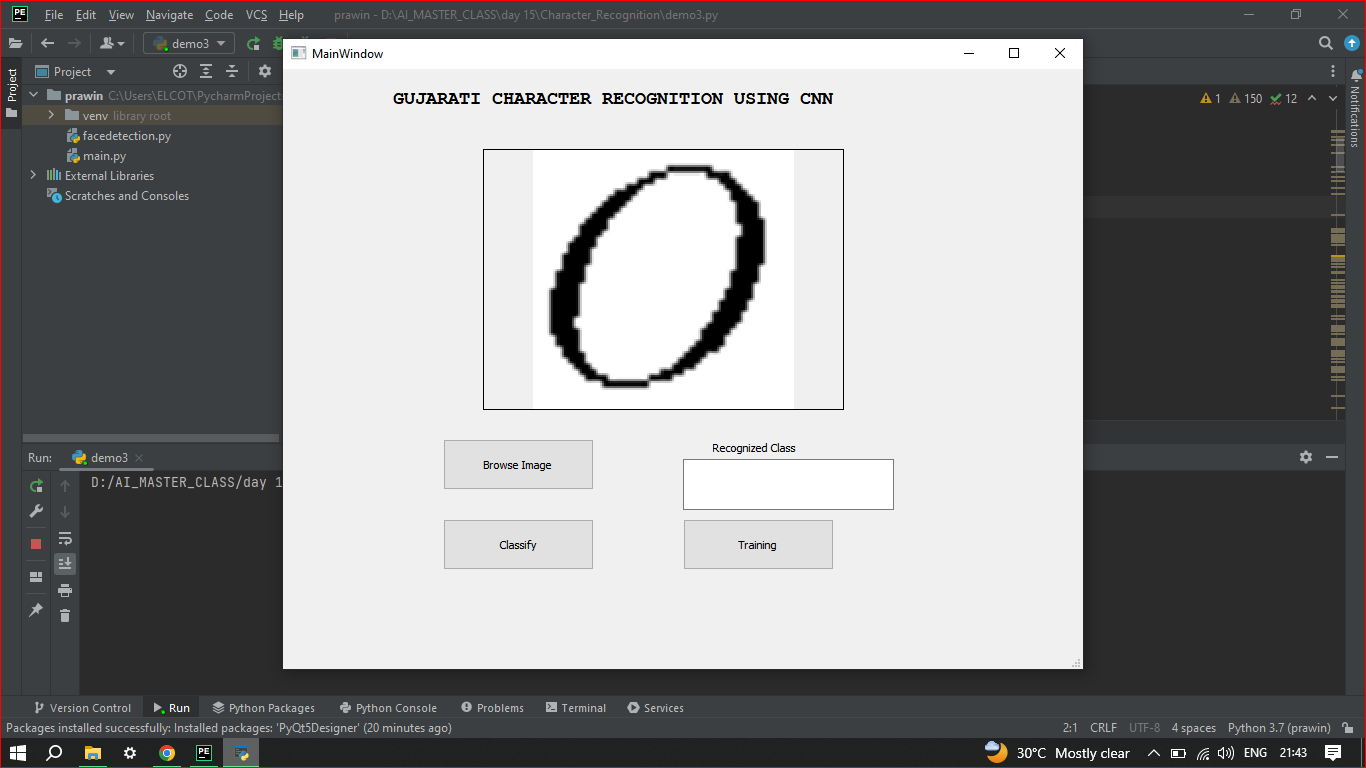 File Edit View Navigate Code VCS Help prawin - D:\AI_MASTER_CLASS\day 15\Character_Recognition\demo3.py
demo3
MainWindow
Project
Project
prawin C:\Users\ELCOT\PycharmProject
venv library root
facedetection.py
main.py
External Libraries
Scratches and Consoles
GUJARATI CHARACTER RECOGNITION USING CNN
1 150 12
Notifications
0
Browse Image
Recognized Class
Classify
Training
Run: demo3
D:/AI_MASTER_CLASS/day 1
Version Control Run Python Packages Python Console Problems Terminal Services
Packages installed successfully: Installed packages: 'PyQt5Designer' (20 minutes ago) 2:1 CRLF UTF-8 4 spaces Python 3.7 (prawin)
30°C Mostly clear ENG 21:43